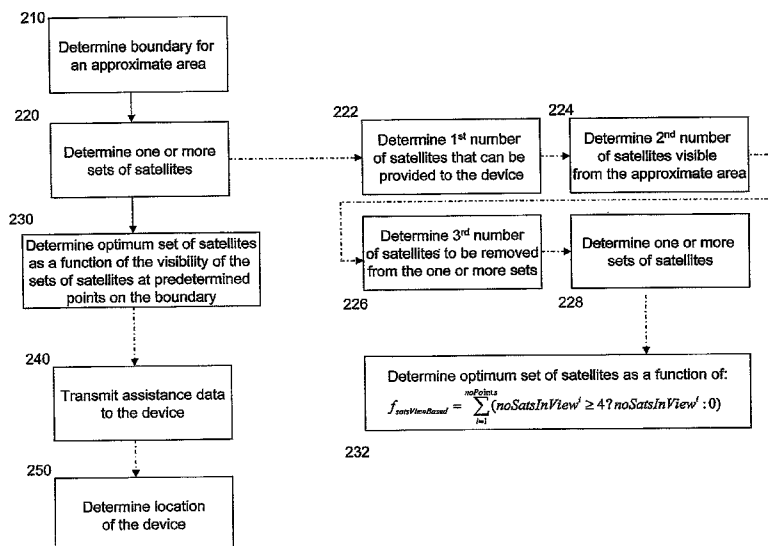 210
Determine boundary for
an approximate area
220
Determine one or more
sets of satellites
222
Determine 1st number
of satellites that can be
provided to the device
224
Determine 2nd number
of satellites visible
from the approximate area
230
Determine optimum set of satellites
as a function of the visibility of the
sets of satellites at predetermined
points on the boundary
Determine 3rd number
of satellites to be removed
from the one or more sets
226
Determine one or more
sets of satellites
228
240
Transmit assistance data
to the device
Determine optimum set of satellites as a function of:
f_satsViewBased = ∑_{i=1}^{noPoints} (noSatsInView^i ≥ 4 ? noSatsInView^i : 0)
232
250
Determine location
of the device